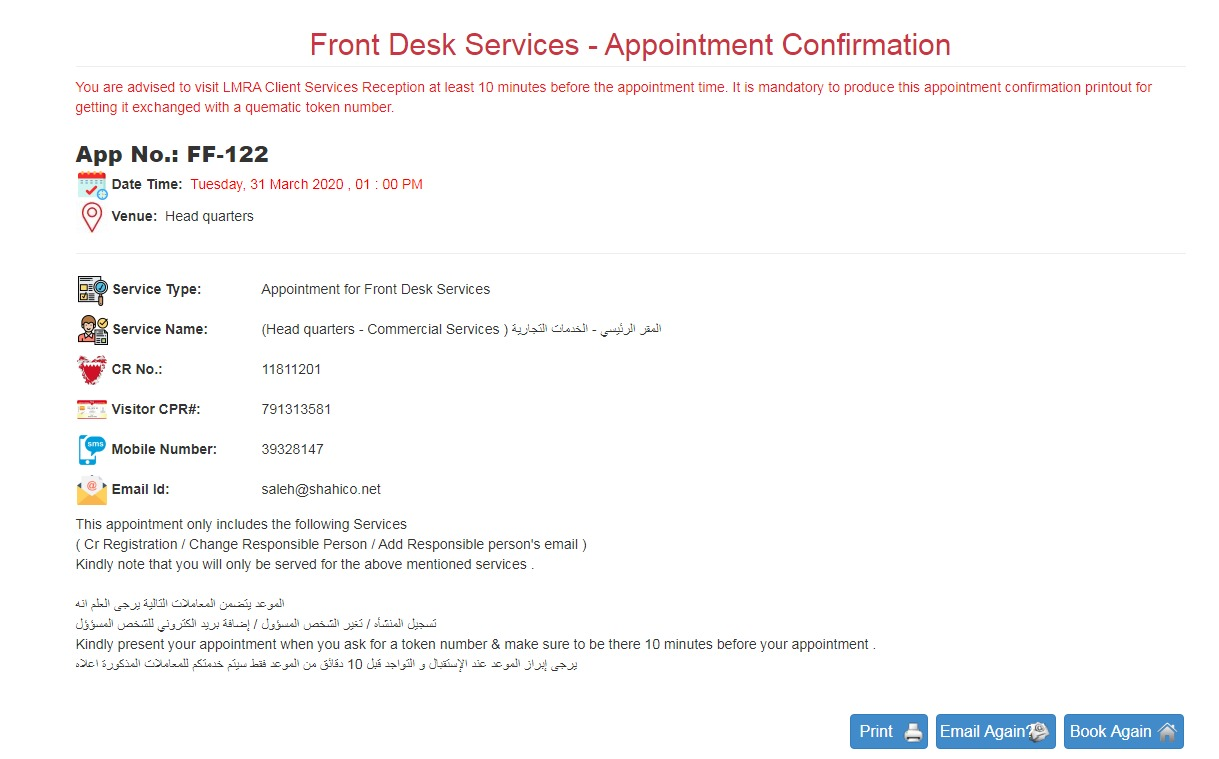 Front Desk Services - Appointment Confirmation
You are advised to visit LMRA Client Services Reception at least 10 minutes before the appointment time. It is mandatory to produce this appointment confirmation printout for
getting it exchanged with a quematic token number.
App No.: FF-122
Date Time: Tuesday, 31 March 2020 , 01 : 00 PM
Venue: Head quarters
Service Type: Appointment for Front Desk Services
Service Name: (Head quarters - Commercial Services ) المقر الرئيسي - الخدمات التجارية
CR No.: 11811201
Visitor CPR#: 791313581
sms Mobile Number: 39328147
@ Email Id: saleh@shahico.net
This appointment only includes the following Services
( Cr Registration / Change Responsible Person / Add Responsible person's email )
Kindly note that you will only be served for the above mentioned services .
الموعد يتضمن المعاملات التالية يرجى العلم انه
تسجيل المنشأه / تغير الشخص المسؤول / إضافة بريد الكتروني للشخص المسؤؤل
Kindly present your appointment when you ask for a token number & make sure to be there 10 minutes before your appointment .
يرجى إبراز الموعد عند الإستقبال و التواجد قبل 10 دقائق من الموعد فقط سيتم خدمتكم للمعاملات المذكورة اعلاه
Print Email Again? Book Again